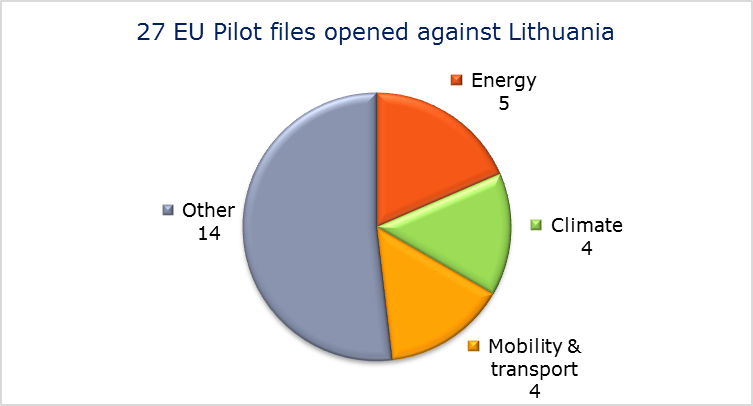 27 EU Pilot files opened against Lithuania
Energy
5
Climate
4
Mobility &
transport
4
Other
14